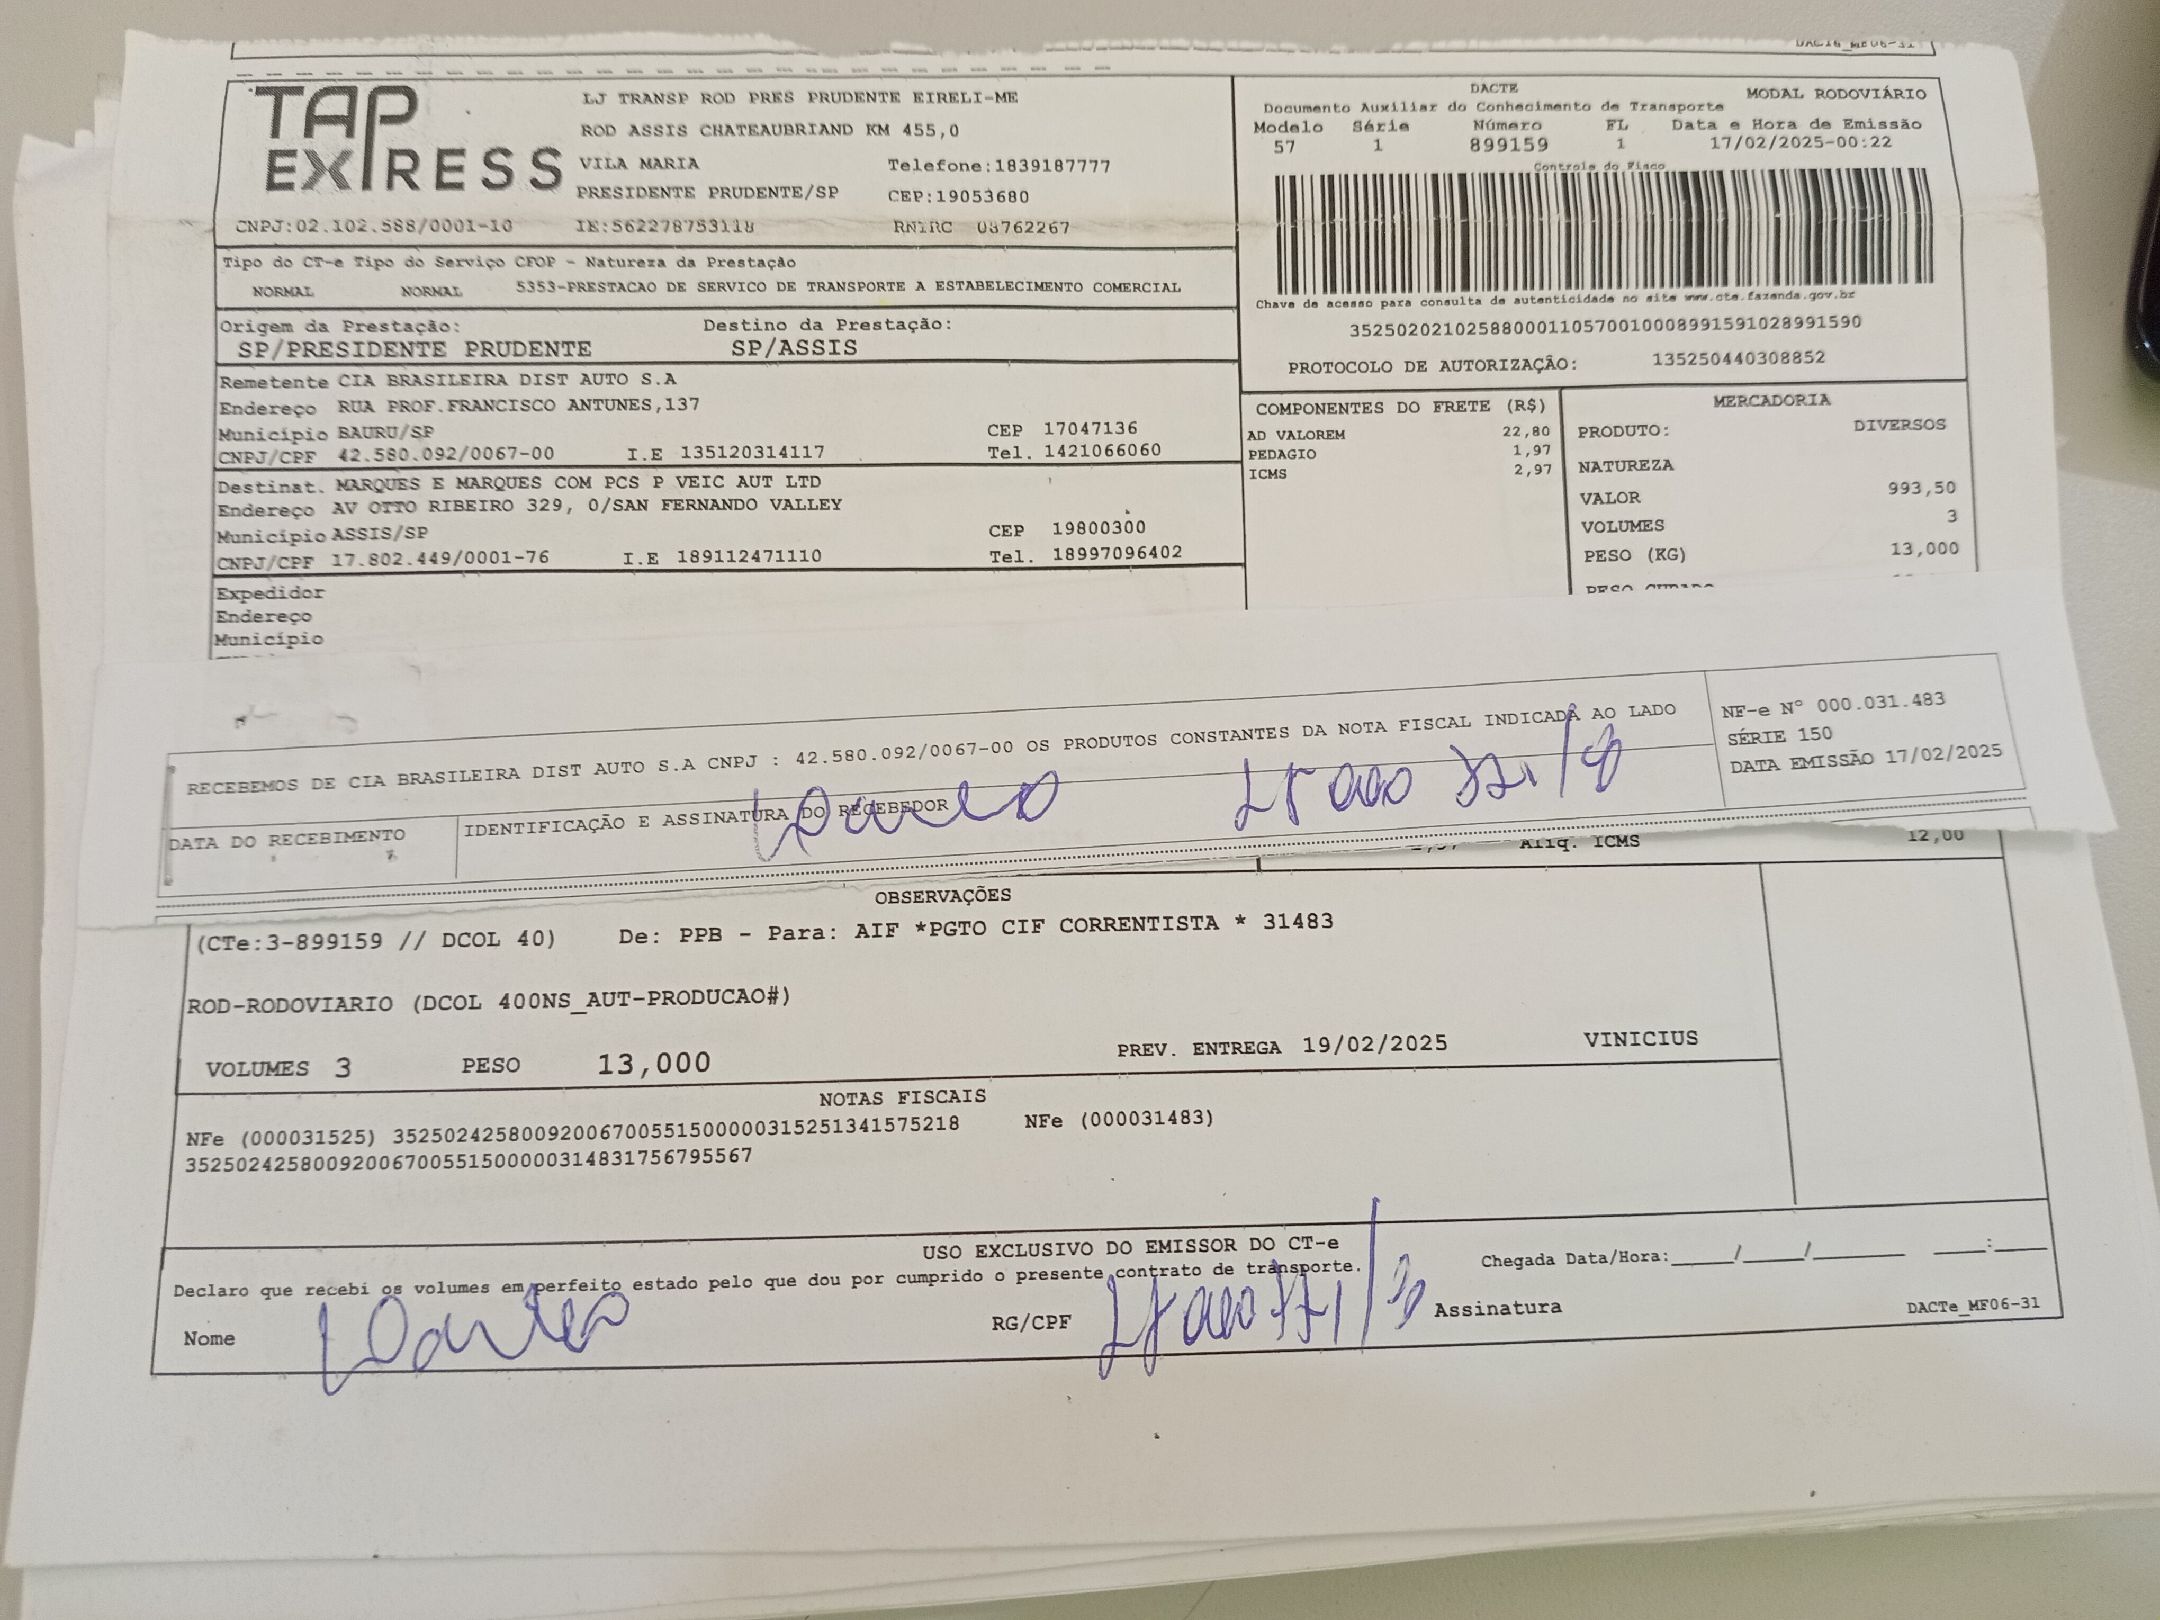 DACTe_MF06-31
TAP EXPRESS
LJ TRANSP ROD PRES PRUDENTE EIRELI-ME
ROD ASSIS CHATEAUBRIAND KM 455,0
VILA MARIA Telefone:1839187777
PRESIDENTE PRUDENTE/SP CEP:19053680
CNPJ:02.102.588/0001-10 IE:562278753118 RNTRC 08762267
DACTE MODAL RODOVIÁRIO
Documento Auxiliar do Conhecimento de Transporte
Modelo Série Número FL Data e Hora de Emissão
57 1 899159 1 17/02/2025-00:22
Controle do Fisco
Chave de acesso para consulta de autenticidade no site www.cte.fazenda.gov.br
35250202102588000110570010008991591028991590
PROTOCOLO DE AUTORIZAÇÃO: 135250440308852
Tipo do CT-e Tipo do Serviço CFOP - Natureza da Prestação
NORMAL NORMAL 5353-PRESTACAO DE SERVICO DE TRANSPORTE A ESTABELECIMENTO COMERCIAL
Origem da Prestação: Destino da Prestação:
SP/PRESIDENTE PRUDENTE SP/ASSIS
Remetente CIA BRASILEIRA DIST AUTO S.A
Endereço RUA PROF.FRANCISCO ANTUNES,137
Município BAURU/SP CEP 17047136
CNPJ/CPF 42.580.092/0067-00 I.E 135120314117 Tel. 1421066060
Destinat. MARQUES E MARQUES COM PCS P VEIC AUT LTD
Endereço AV OTTO RIBEIRO 329, 0/SAN FERNANDO VALLEY
Município ASSIS/SP CEP 19800300
CNPJ/CPF 17.802.449/0001-76 I.E 189112471110 Tel. 18997096402
Expedidor
Endereço
Município
COMPONENTES DO FRETE (R$)
AD VALOREM 22,80
PEDAGIO 1,97
ICMS 2,97
MERCADORIA
PRODUTO: DIVERSOS
NATUREZA
VALOR 993,50
VOLUMES 3
PESO (KG) 13,000
RECEBEMOS DE CIA BRASILEIRA DIST AUTO S.A CNPJ : 42.580.092/0067-00 OS PRODUTOS CONSTANTES DA NOTA FISCAL INDICADA AO LADO
DATA DO RECEBIMENTO IDENTIFICAÇÃO E ASSINATURA DO RECEBEDOR
NF-e Nº 000.031.483
SÉRIE 150
DATA EMISSÃO 17/02/2025
Alíq. ICMS 12,00
OBSERVAÇÕES
(CTe:3-899159 // DCOL 40) De: PPB - Para: AIF *PGTO CIF CORRENTISTA * 31483
ROD-RODOVIARIO (DCOL 400NS_AUT-PRODUCAO#)
VOLUMES 3 PESO 13,000 PREV. ENTREGA 19/02/2025 VINICIUS
NOTAS FISCAIS
NFe (000031525) 35250242580092006700551500000315251341575218 NFe (000031483)
35250242580092006700551500000314831756795567
USO EXCLUSIVO DO EMISSOR DO CT-e
Declaro que recebi os volumes em perfeito estado pelo que dou por cumprido o presente contrato de transporte. Chegada Data/Hora:____/____/______ ____:____
Nome RG/CPF Assinatura DACTe_MF06-31